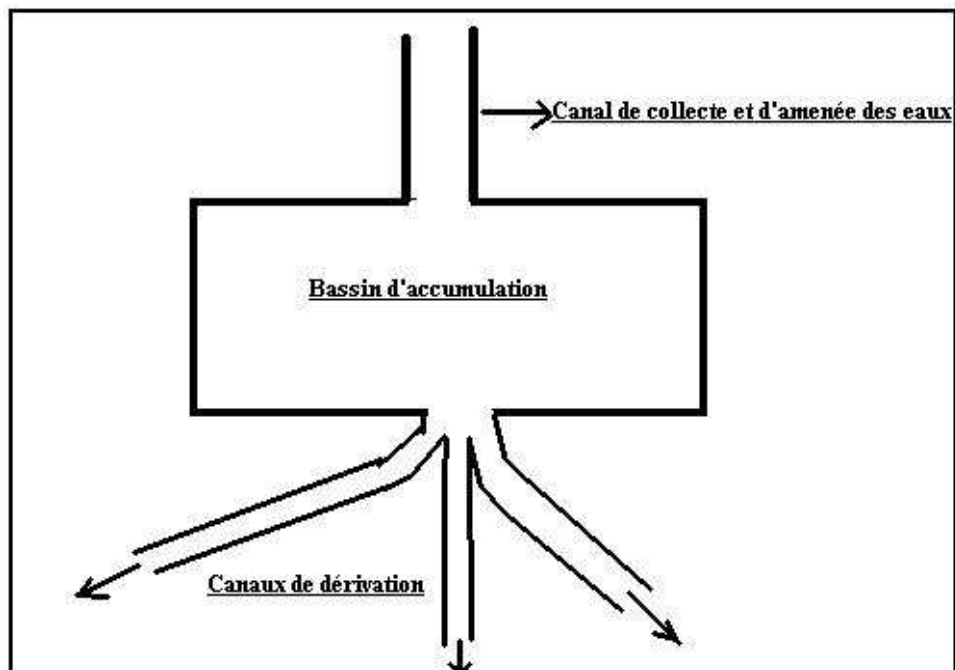 Canal de collecte et d'amenée des eaux
Bassin d'accumulation
Canaux de dérivation